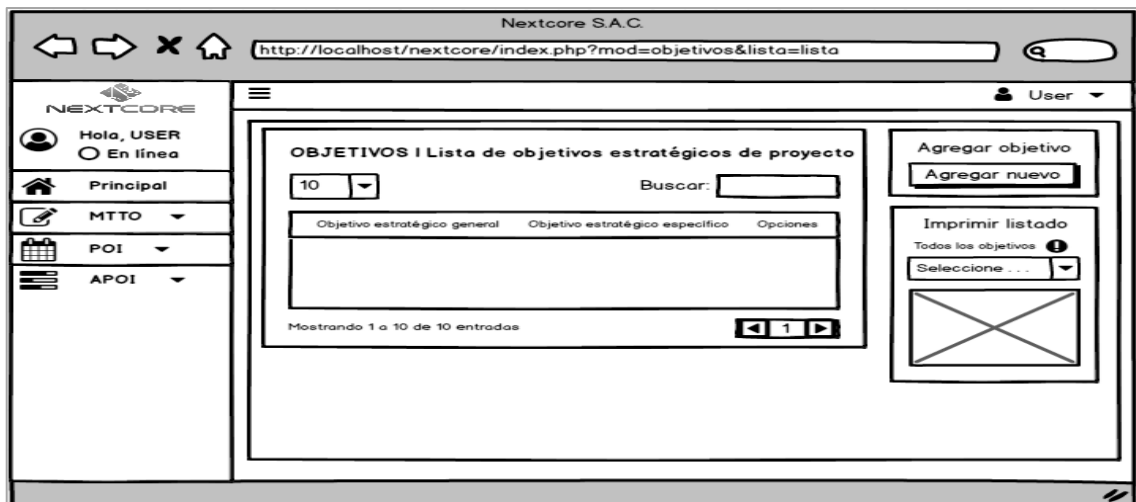 Nextcore S.A.C.
http://localhost/nextcore/index.php?mod=objetivos&lista=lista
NEXTCORE
User
Hola, USER
En línea
Principal
MTTO
POI
APOI
OBJETIVOS I Lista de objetivos estratégicos de proyecto
10
Buscar:
Objetivo estratégico general Objetivo estratégico específico Opciones
Mostrando 1 a 10 de 10 entradas
1
Agregar objetivo
Agregar nuevo
Imprimir listado
Todos los objetivos
Seleccione . . .